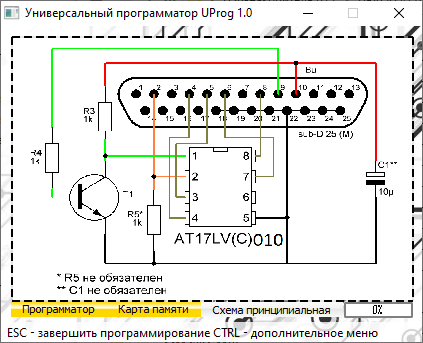 Универсальный программатор UProg 1.0
Bu
1 2 3 4 5 6 7 8 9 10 11 12 13
14 15 16 17 18 19 20 21 22 23 24 25
sub-D 25 (M)
R3
1k
R4
1k
C1**
10µ
T1
R5*
1k
1 8
2 7
3 6
4 5
AT17LV(C)010
* R5 не обязателен
** C1 не обязателен
Программатор Карта памяти Схема принципиальная 0%
ESC - завершить программирование CTRL - дополнительное меню